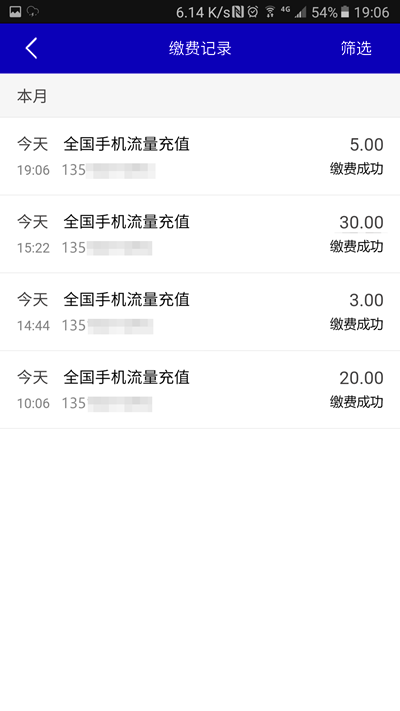 6.14 K/s 4G 54% 19:06
缴费记录 筛选
本月
今天 全国手机流量充值 5.00
19:06 135 缴费成功
今天 全国手机流量充值 30.00
15:22 135 缴费成功
今天 全国手机流量充值 3.00
14:44 135 缴费成功
今天 全国手机流量充值 20.00
10:06 135 缴费成功